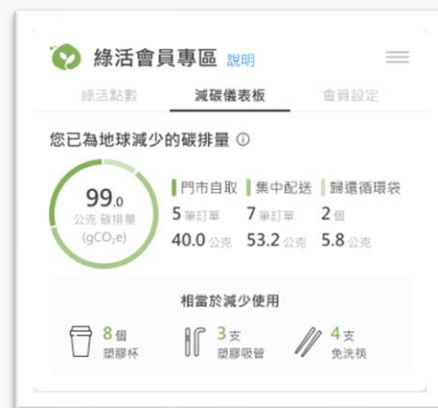 綠活會員專區 說明
綠活點數 減碳儀表板 會員設定
您已為地球減少的碳排量
99.0
公克 碳排量
(gCO₂e)
門市自取 集中配送 歸還循環袋
5 筆訂單 7 筆訂單 2 個
40.0 公克 53.2 公克 5.8 公克
相當於減少使用
8 個 3 支 4 支
塑膠杯 塑膠吸管 免洗筷